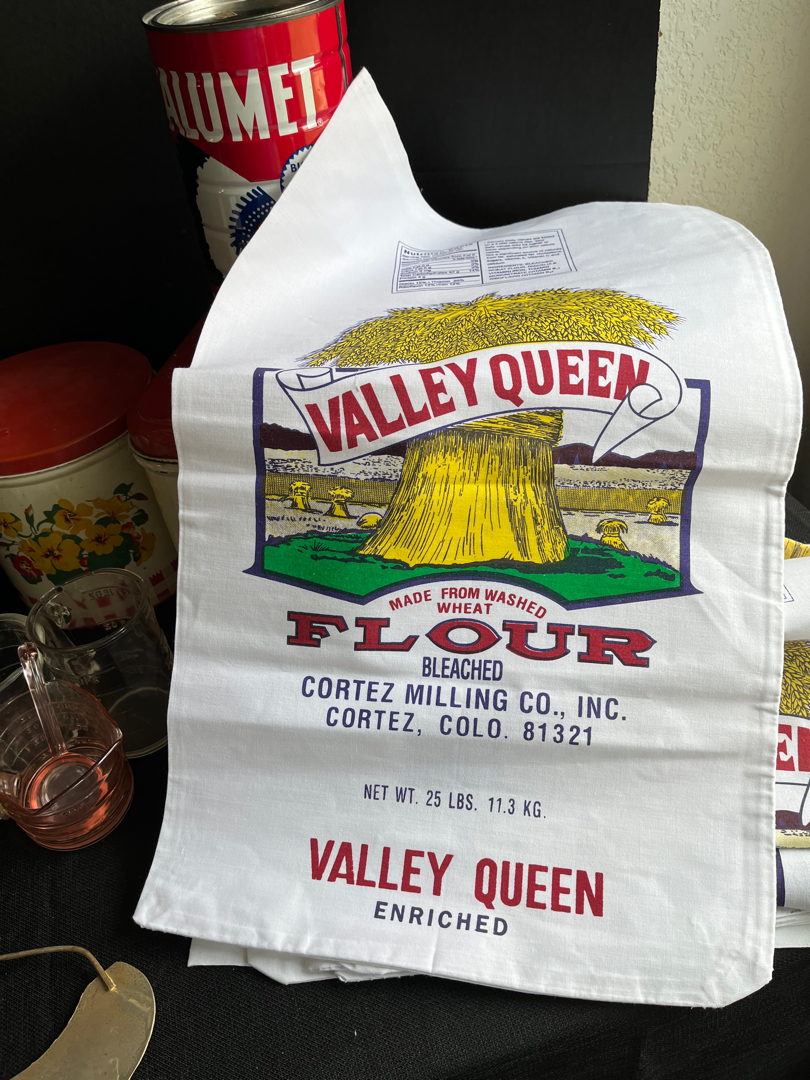 ALUMET
Nutrition
VALLEY QUEEN
MADE FROM WASHED
WHEAT
FLOUR
BLEACHED
CORTEZ MILLING CO., INC.
CORTEZ, COLO. 81321
NET WT. 25 LBS. 11.3 KG.
VALLEY QUEEN
ENRICHED